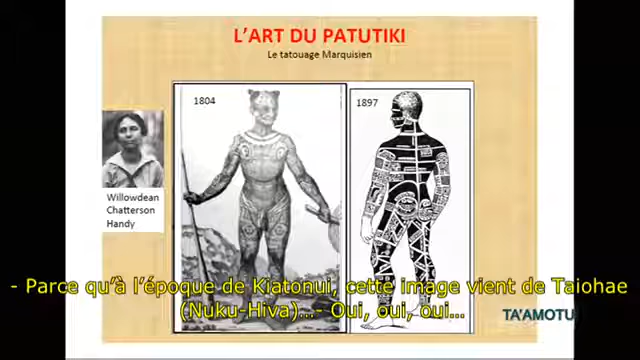 L'ART DU PATUTIKI
Le tatouage Marquisien
1804
1897
Willowdean
Chatterson
Handy
- Parce qu'à l'époque de Kiatonui, cette image vient de Taiohae
(Nuku-Hiva)...- Oui, oui, oui...
TA'AMOTU